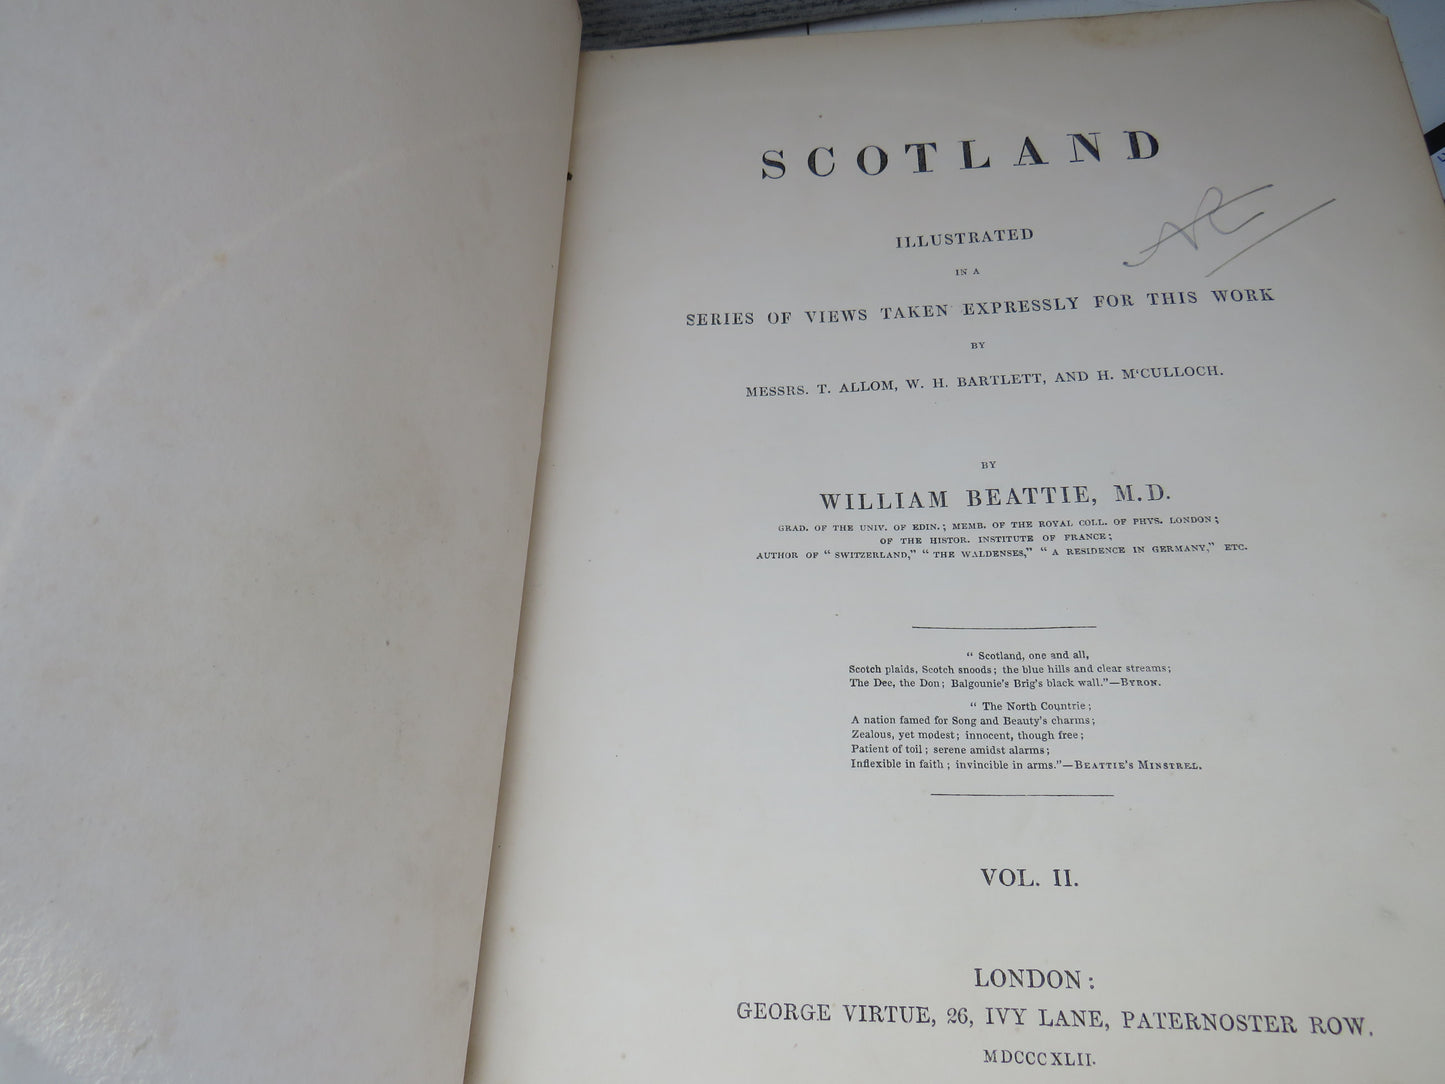 SCOTLAND
ILLUSTRATED
IN A
SERIES OF VIEWS TAKEN EXPRESSLY FOR THIS WORK
BY
MESSRS. T. ALLOM, W. H. BARTLETT, AND H. M‘CULLOCH.
BY
WILLIAM BEATTIE, M.D.
GRAD. OF THE UNIV. OF EDIN.; MEMB. OF THE ROYAL COLL. OF PHYS. LONDON;
OF THE HISTOR. INSTITUTE OF FRANCE;
AUTHOR OF “ SWITZERLAND,” “ THE WALDENSES,” “ A RESIDENCE IN GERMANY,” ETC.
“ Scotland, one and all,
Scotch plaids, Scotch snoods; the blue hills and clear streams;
The Dee, the Don; Balgounie's Brig's black wall.”—BYRON.
“ The North Countrie;
A nation famed for Song and Beauty's charms;
Zealous, yet modest; innocent, though free;
Patient of toil; serene amidst alarms;
Inflexible in faith; invincible in arms.”—BEATTIE'S MINSTREL.
VOL. II.
LONDON:
GEORGE VIRTUE, 26, IVY LANE, PATERNOSTER ROW.
MDCCCXLII.